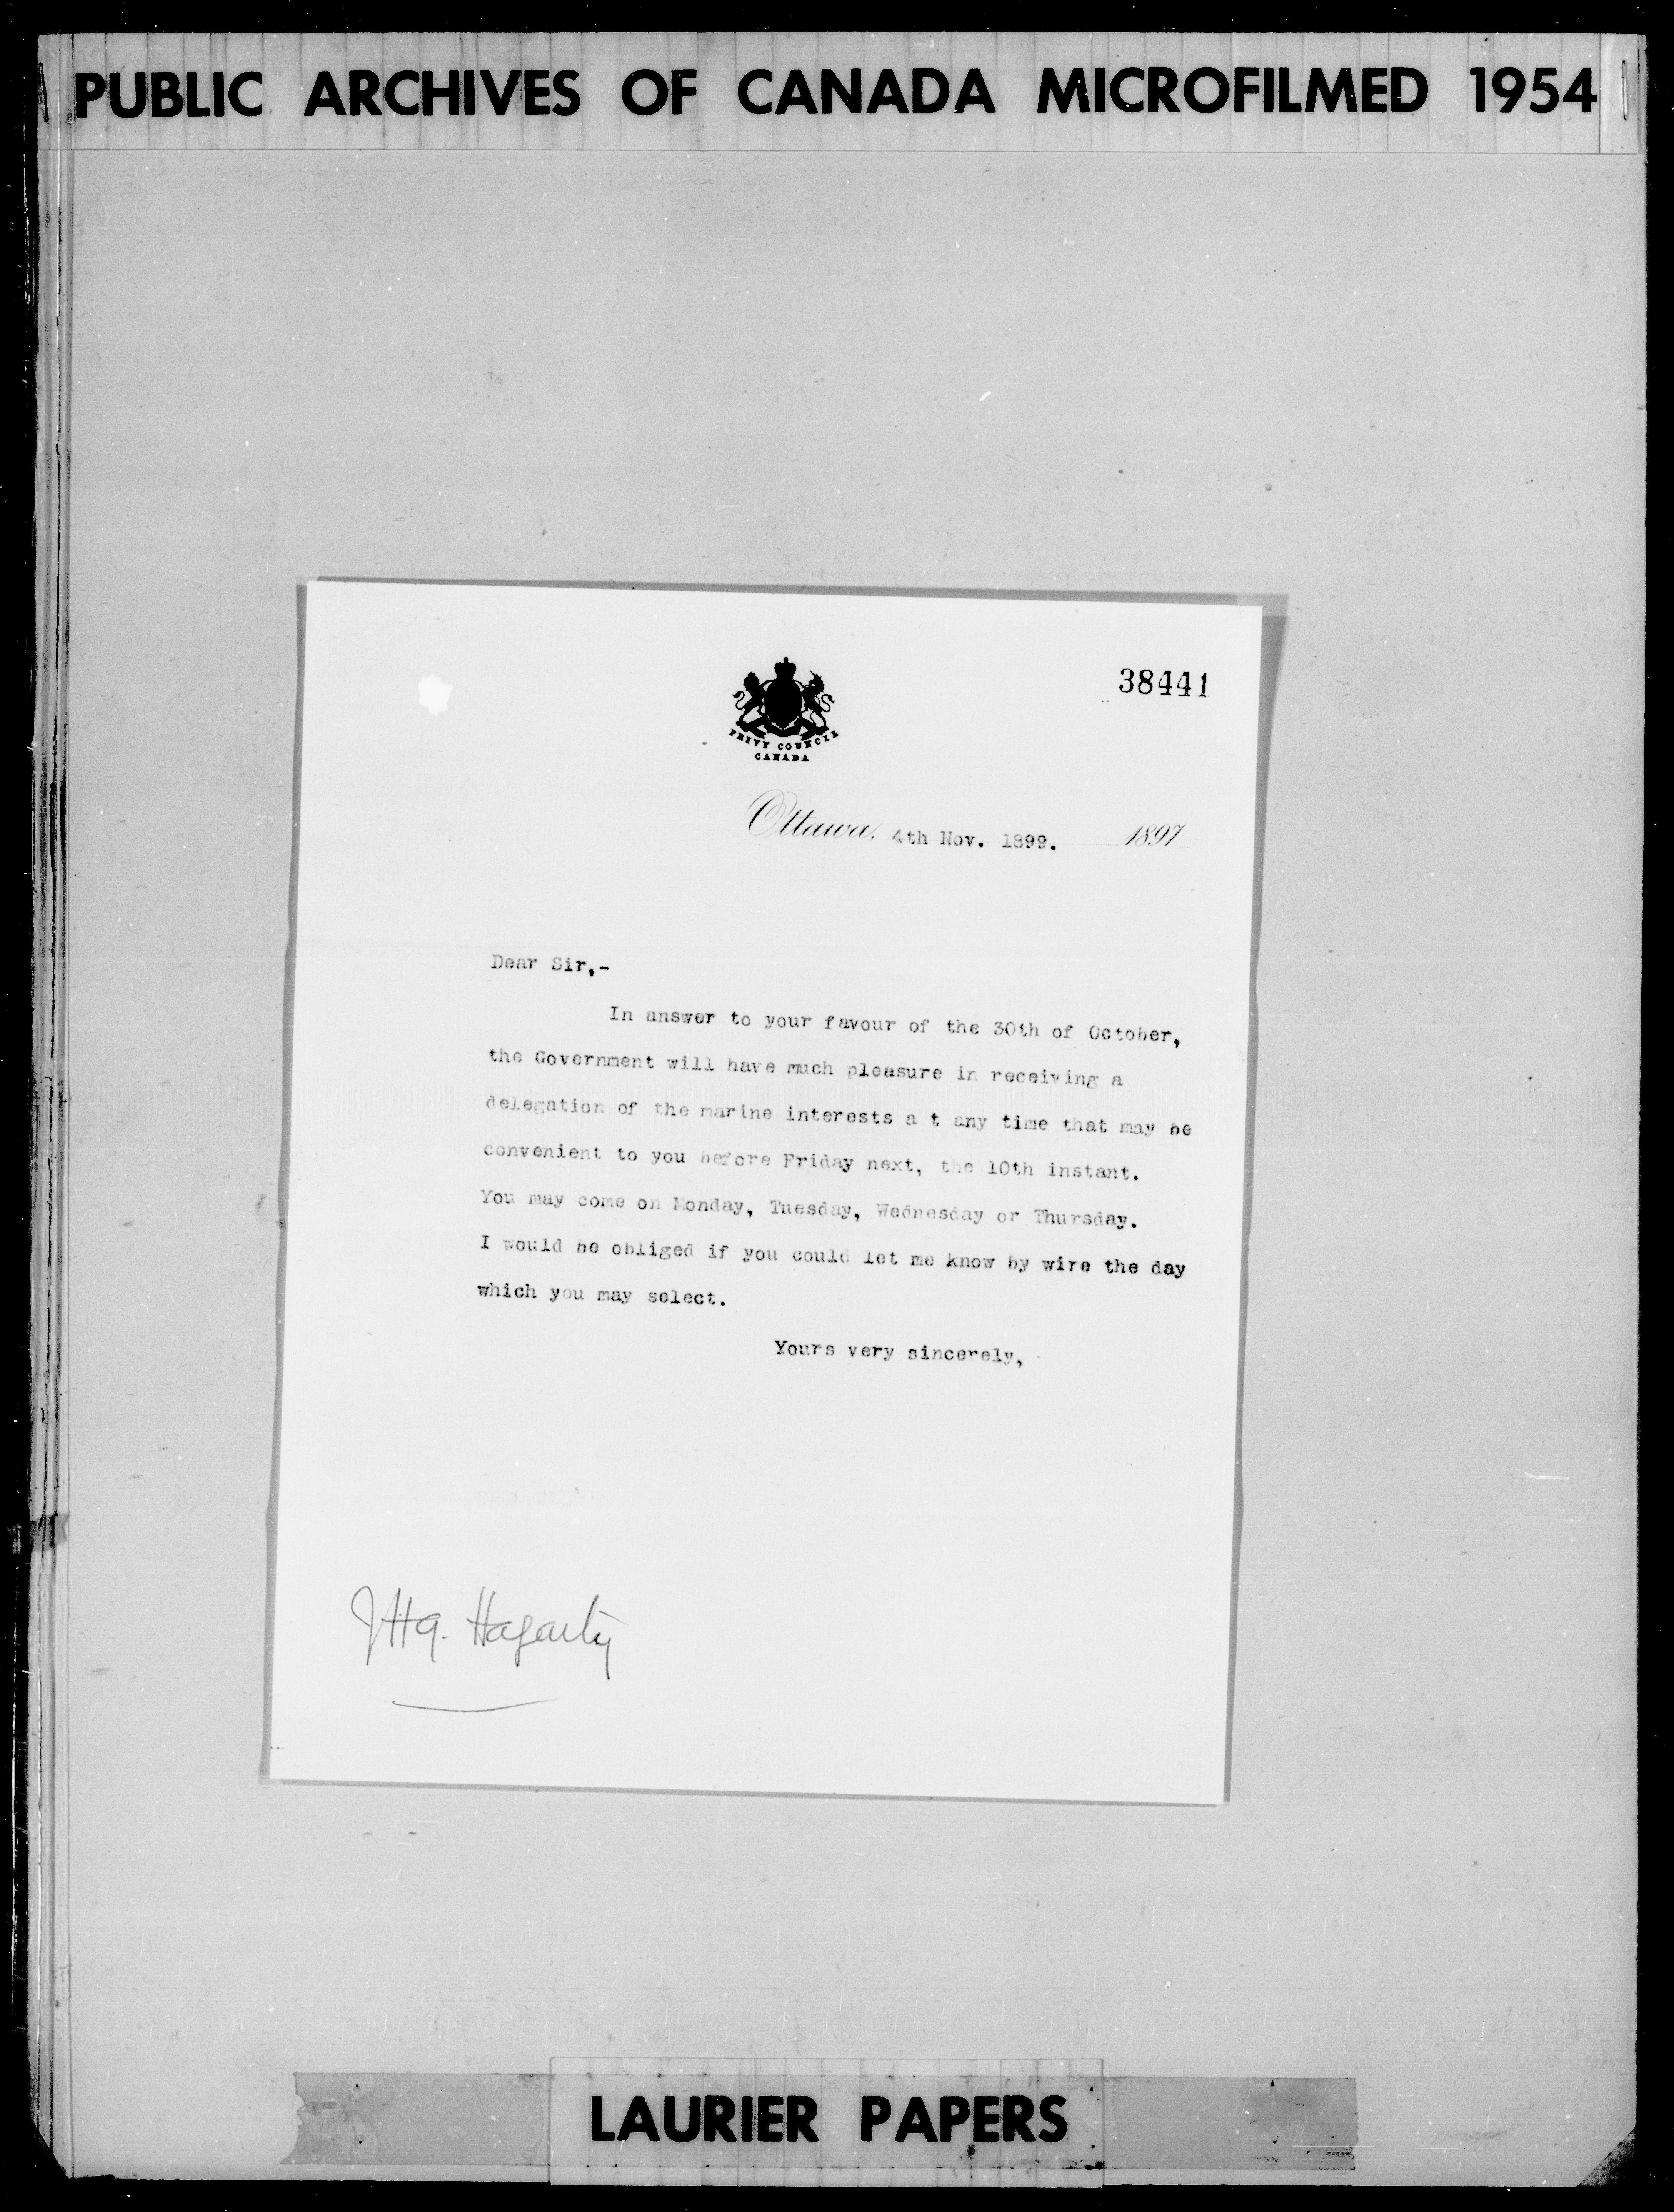 PUBLIC ARCHIVES OF CANADA MICROFILMED 1954
38441
PRIVY COUNCIL
CANADA
Ottawa, 4th Nov. 1899. 1897
Dear Sir,-
In answer to your favour of the 30th of October,
the Government will have much pleasure in receiving a
delegation of the marine interests a t any time that may be
convenient to you before Friday next, the 10th instant.
You may come on Monday, Tuesday, Wednesday or Thursday.
I would be obliged if you could let me know by wire the day
which you may select.
Yours very sincerely,
Hagarty
LAURIER PAPERS